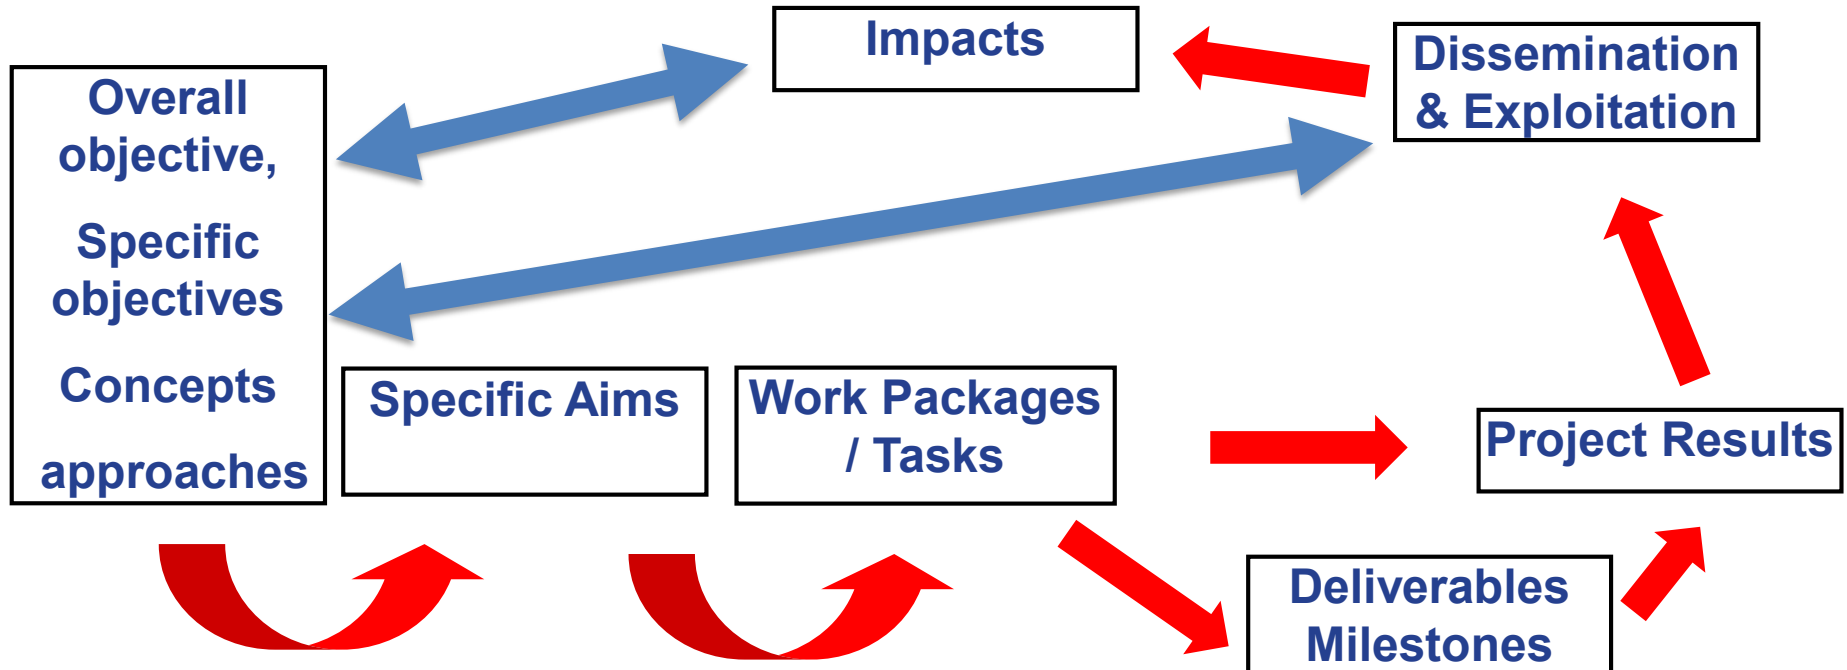 Impacts
Dissemination
& Exploitation
Overall
objective,
Specific
objectives
Concepts
approaches
Specific Aims
Work Packages
/ Tasks
Project Results
Deliverables
Milestones